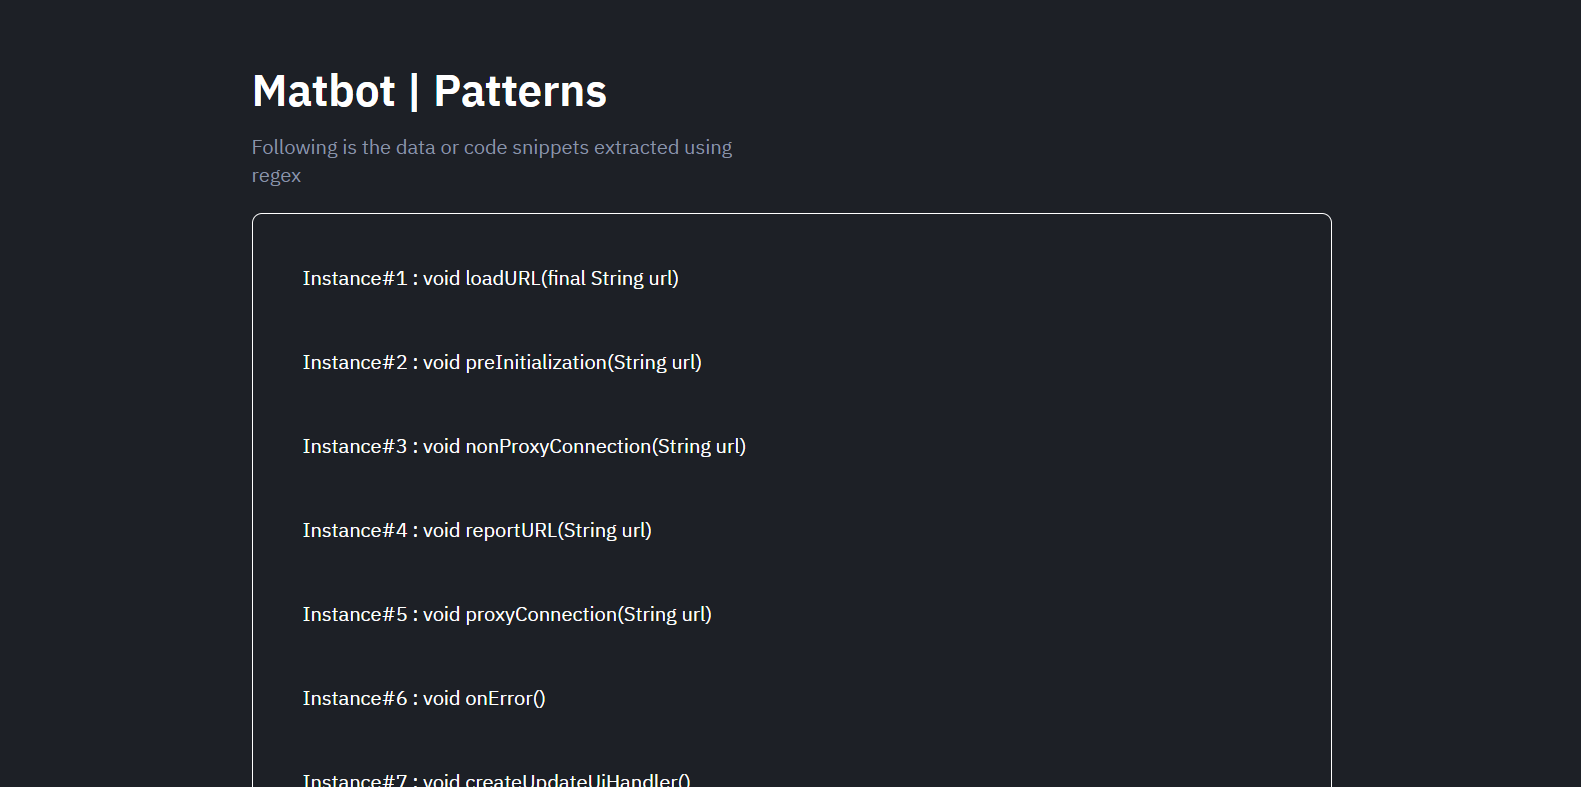 Matbot | Patterns
Following is the data or code snippets extracted using
regex
Instance#1 : void loadURL(final String url)
Instance#2 : void preInitialization(String url)
Instance#3 : void nonProxyConnection(String url)
Instance#4 : void reportURL(String url)
Instance#5 : void proxyConnection(String url)
Instance#6 : void onError()
Instance#7 : void createUpdateUiHandler()